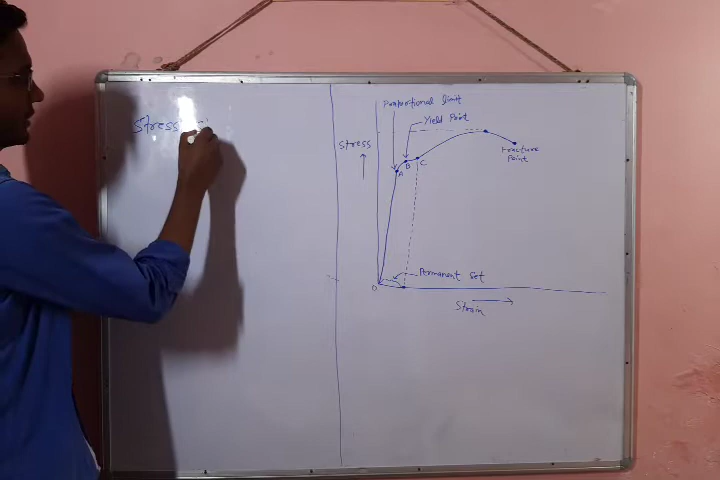 Stress
Proportional limit
Yield Point
Stress
A
B
C
Fracture
Point
Permanent Set
O
Strain